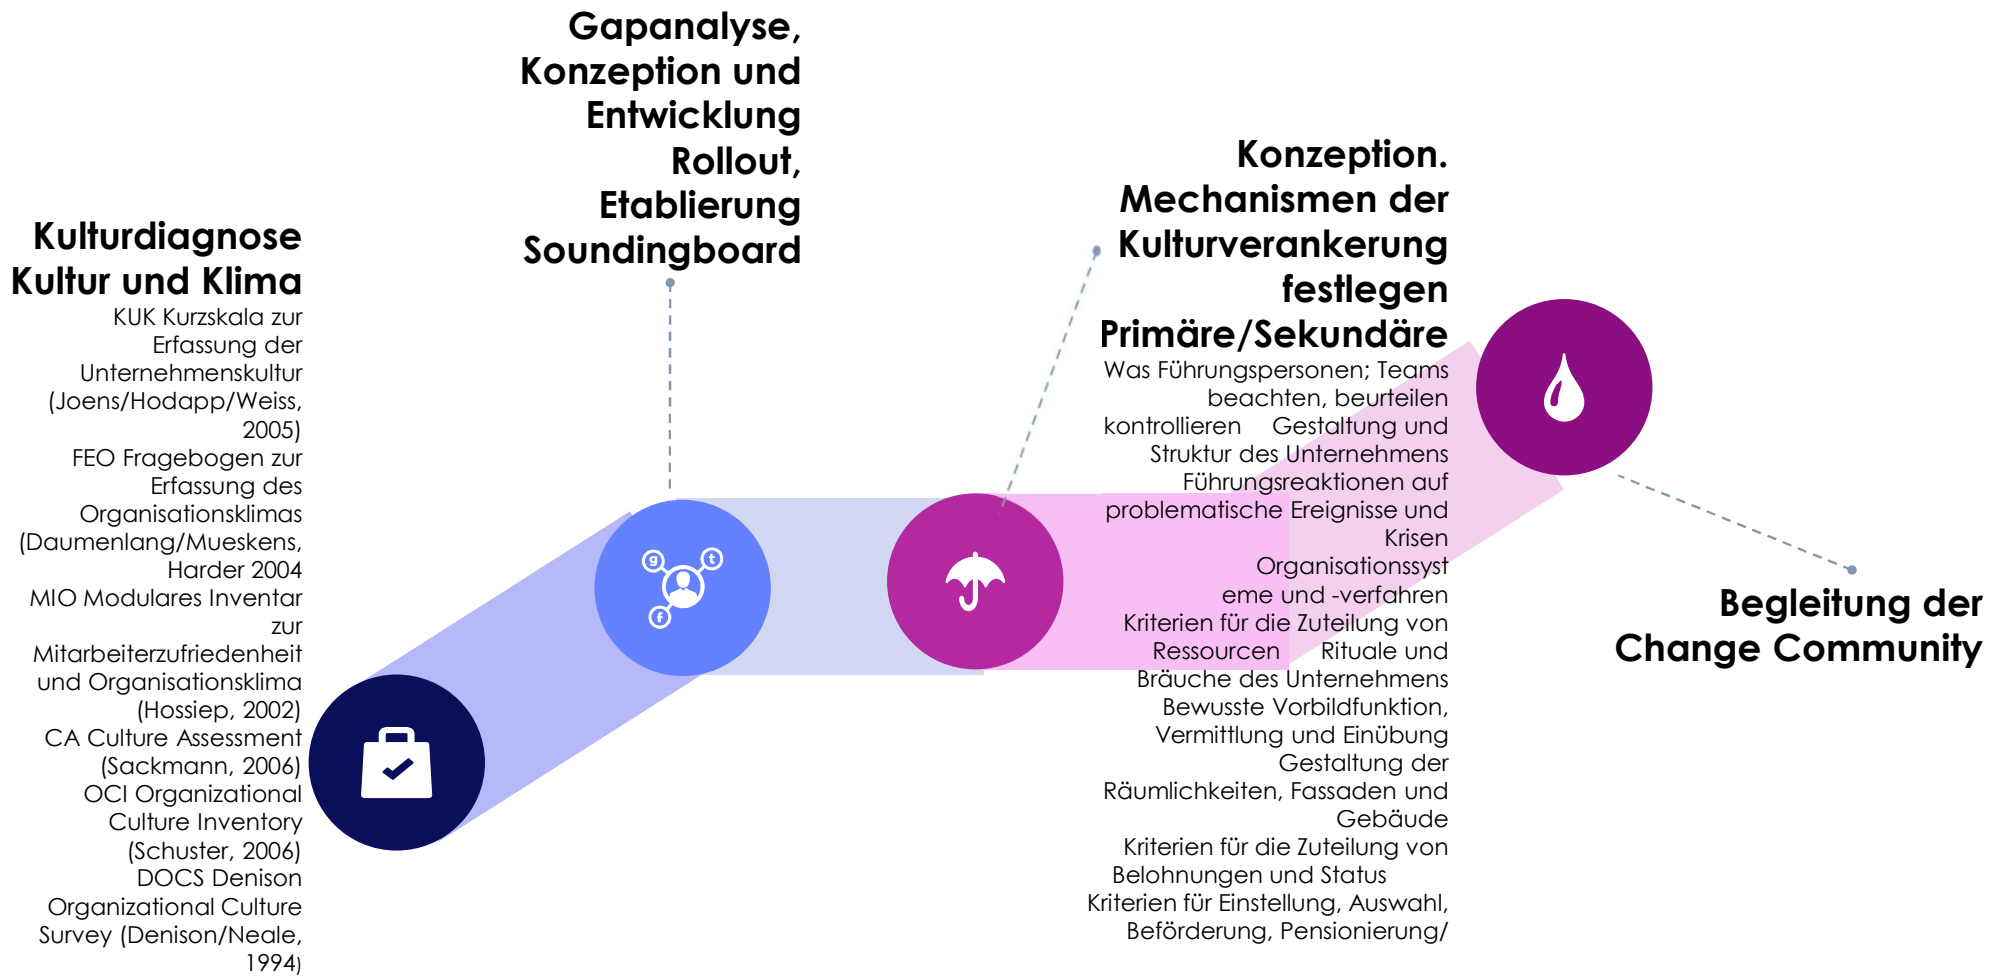 Kulturdiagnose
Kultur und Klima
KUK Kurzskala zur
Erfassung der
Unternehmenskultur
(Joens/Hodapp/Weiss,
2005)
FEO Fragebogen zur
Erfassung des
Organisationsklimas
(Daumenlang/Mueskens,
Harder 2004
MIO Modulares Inventar
zur
Mitarbeiterzufriedenheit
und Organisationsklima
(Hossiep, 2002)
CA Culture Assessment
(Sackmann, 2006)
OCI Organizational
Culture Inventory
(Schuster, 2006)
DOCS Denison
Organizational Culture
Survey (Denison/Neale,
1994)
Gapanalyse,
Konzeption und
Entwicklung
Rollout,
Etablierung
Soundingboard
g
t
f
Konzeption.
Mechanismen der
Kulturverankerung
festlegen
Primäre/Sekundäre
Was Führungspersonen; Teams
beachten, beurteilen
kontrollieren Gestaltung und
Struktur des Unternehmens
Führungsreaktionen auf
problematische Ereignisse und
Krisen
Organisationssyst
eme und -verfahren
Kriterien für die Zuteilung von
Ressourcen Rituale und
Bräuche des Unternehmens
Bewusste Vorbildfunktion,
Vermittlung und Einübung
Gestaltung der
Räumlichkeiten, Fassaden und
Gebäude
Kriterien für die Zuteilung von
Belohnungen und Status
Kriterien für Einstellung, Auswahl,
Beförderung, Pensionierung/
Begleitung der
Change Community